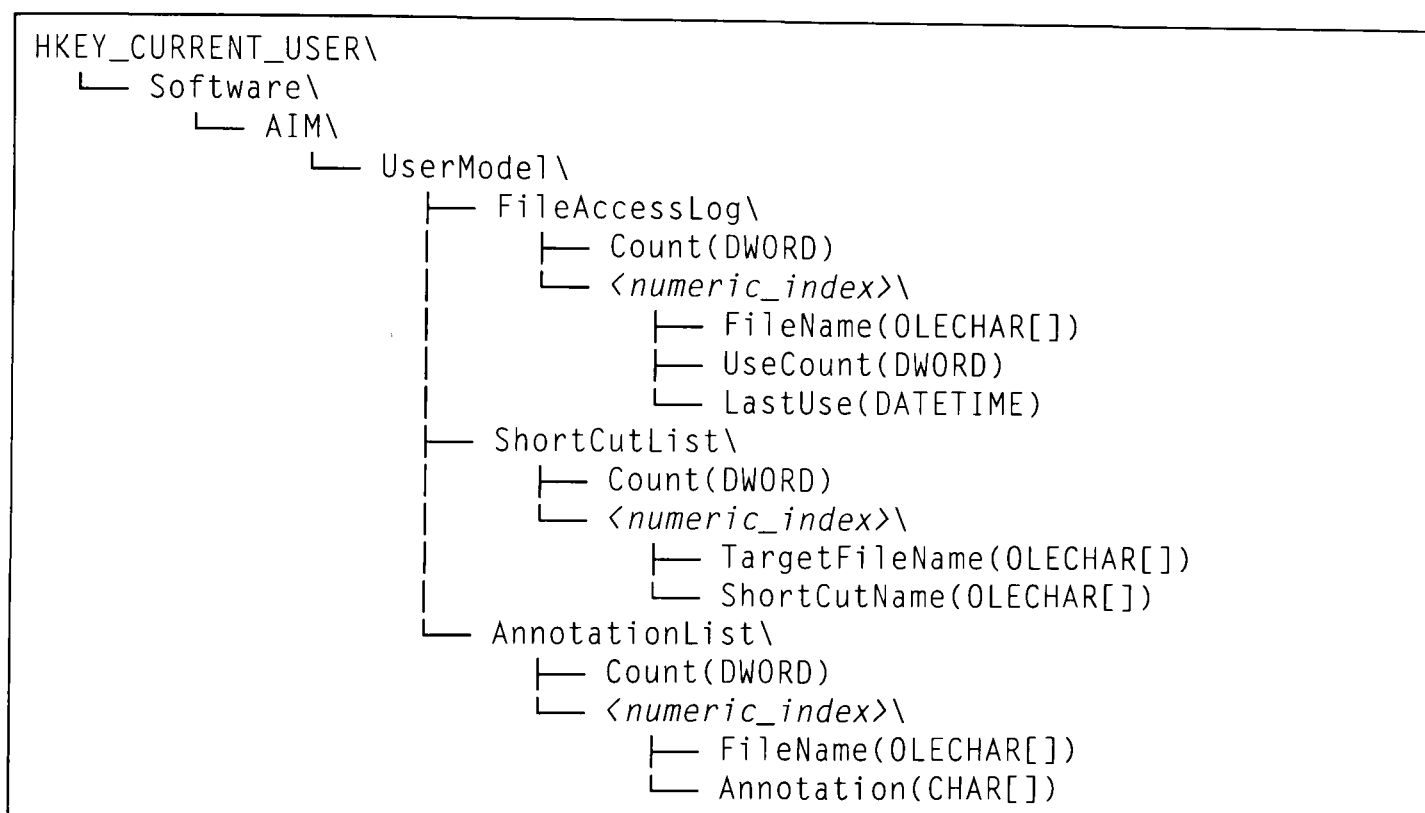 HKEY_CURRENT_USER\
└── Software\
└── AIM\
└── UserModel\
├── FileAccessLog\
├── Count(DWORD)
└── <numeric_index>\
├── FileName(OLECHAR[])
├── UseCount(DWORD)
└── LastUse(DATETIME)
├── ShortCutList\
├── Count(DWORD)
└── <numeric_index>\
├── TargetFileName(OLECHAR[])
└── ShortCutName(OLECHAR[])
└── AnnotationList\
├── Count(DWORD)
└── <numeric_index>\
├── FileName(OLECHAR[])
└── Annotation(CHAR[])